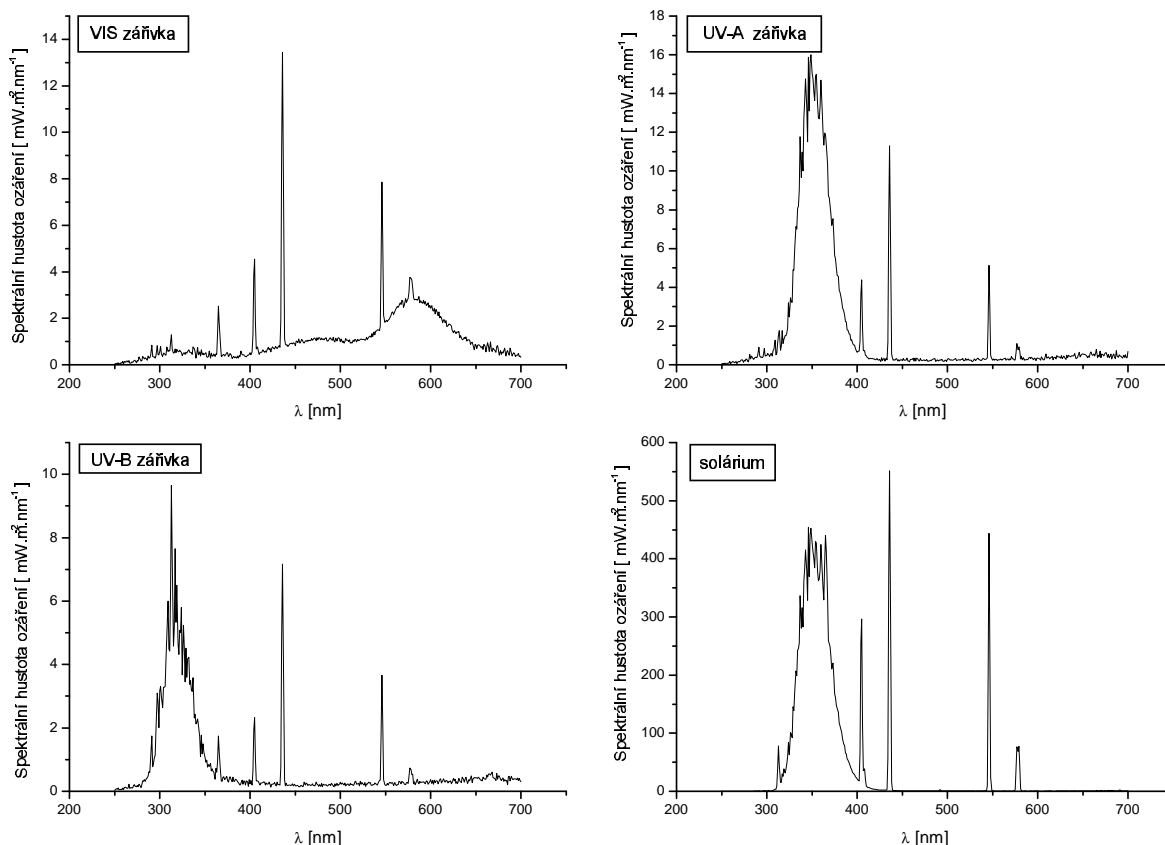 VIS zářivka
Spektrální hustota ozáření [ mW.m-2.nm-1]
14
12
10
8
6
4
2
0
200 300 400 500 600 700
λ [nm]
UV-A zářivka
Spektrální hustota ozáření [ mW.m-2.nm-1]
18
16
14
12
10
8
6
4
2
0
200 300 400 500 600 700
λ [nm]
UV-B zářivka
Spektrální hustota ozáření [ mW.m-2.nm-1]
10
8
6
4
2
0
200 300 400 500 600 700
λ [nm]
solárium
Spektrální hustota ozáření [ mW.m-2.nm-1]
600
500
400
300
200
100
0
200 300 400 500 600 700
λ [nm]